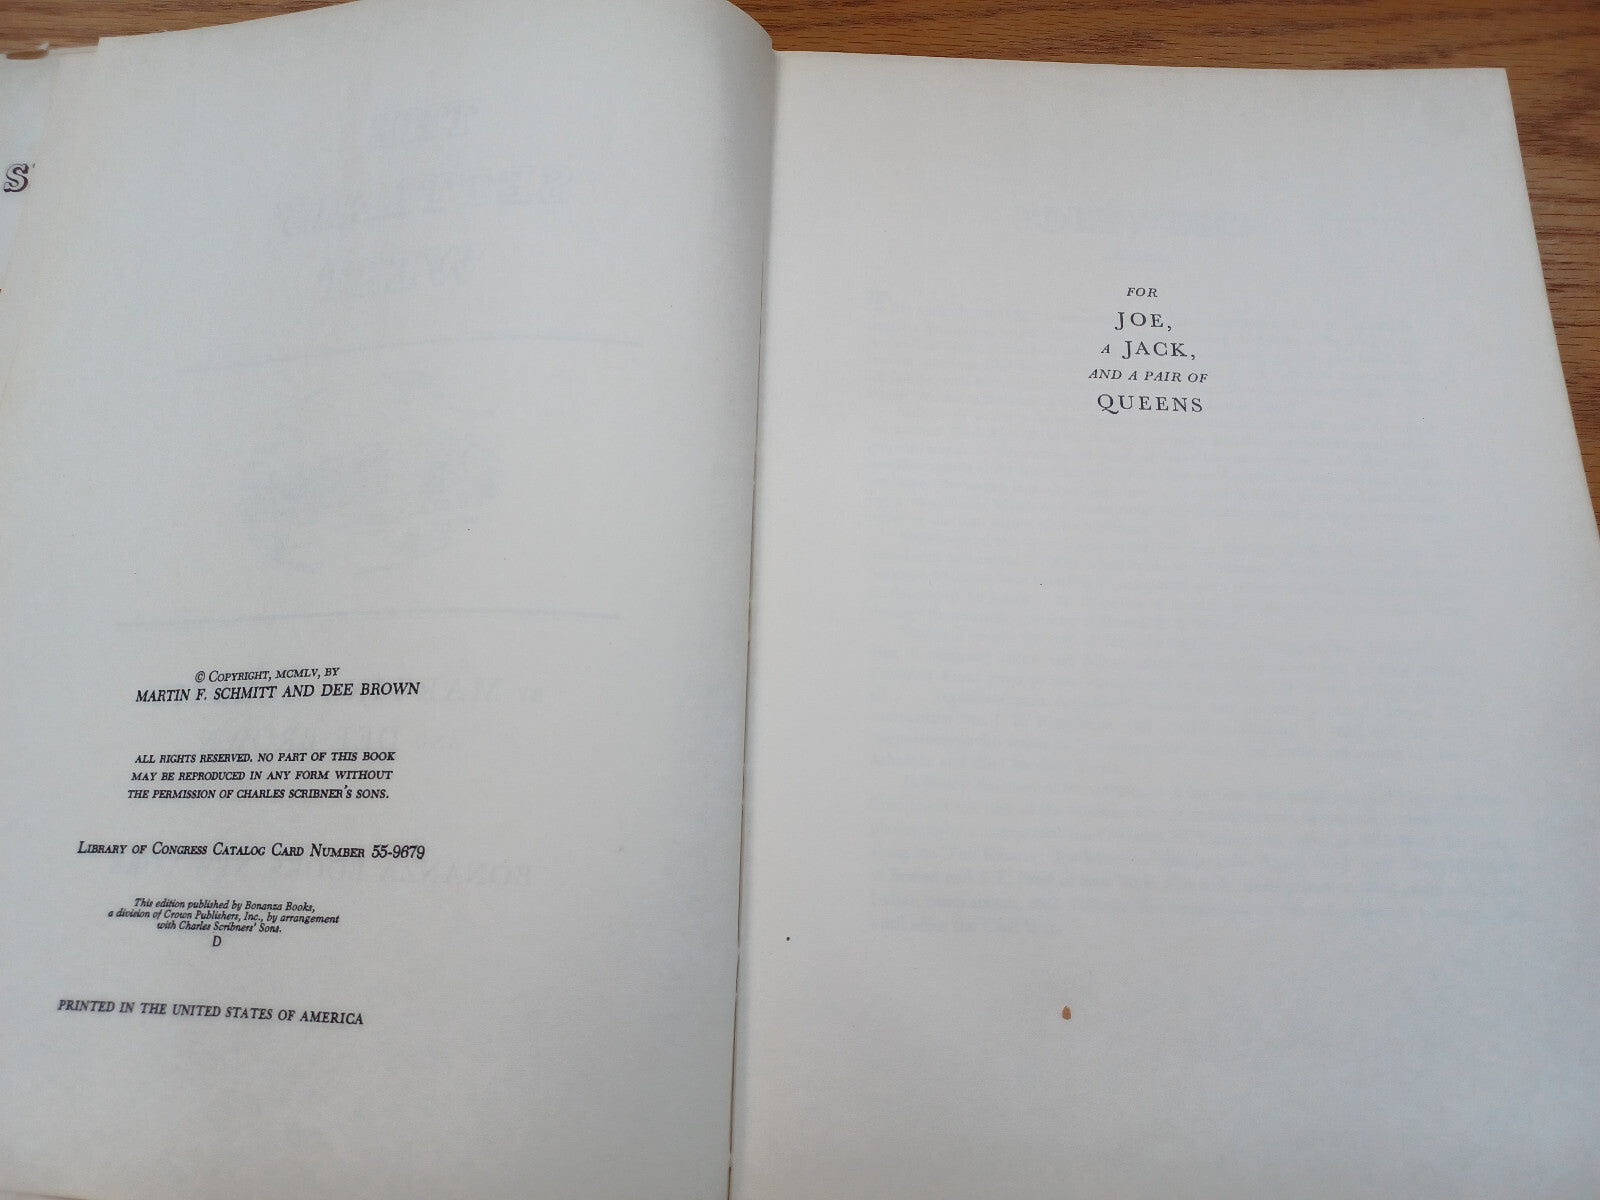 S
© Copyright, MCMLV, by
MARTIN F. SCHMITT AND DEE BROWN
ALL RIGHTS RESERVED. NO PART OF THIS BOOK
MAY BE REPRODUCED IN ANY FORM WITHOUT
THE PERMISSION OF CHARLES SCRIBNER'S SONS.
Library of Congress Catalog Card Number 55-9679
This edition published by Bonanza Books,
a division of Crown Publishers, Inc., by arrangement
with Charles Scribners' Sons.
D
PRINTED IN THE UNITED STATES OF AMERICA
FOR
JOE,
A JACK,
AND A PAIR OF
QUEENS